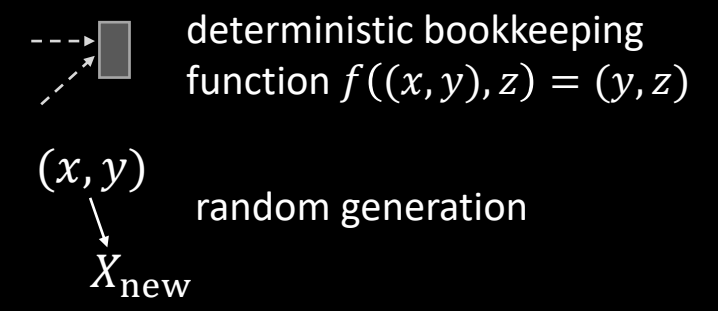 deterministic bookkeeping
function f((x, y), z) = (y, z)
(x, y)
random generation
X_new